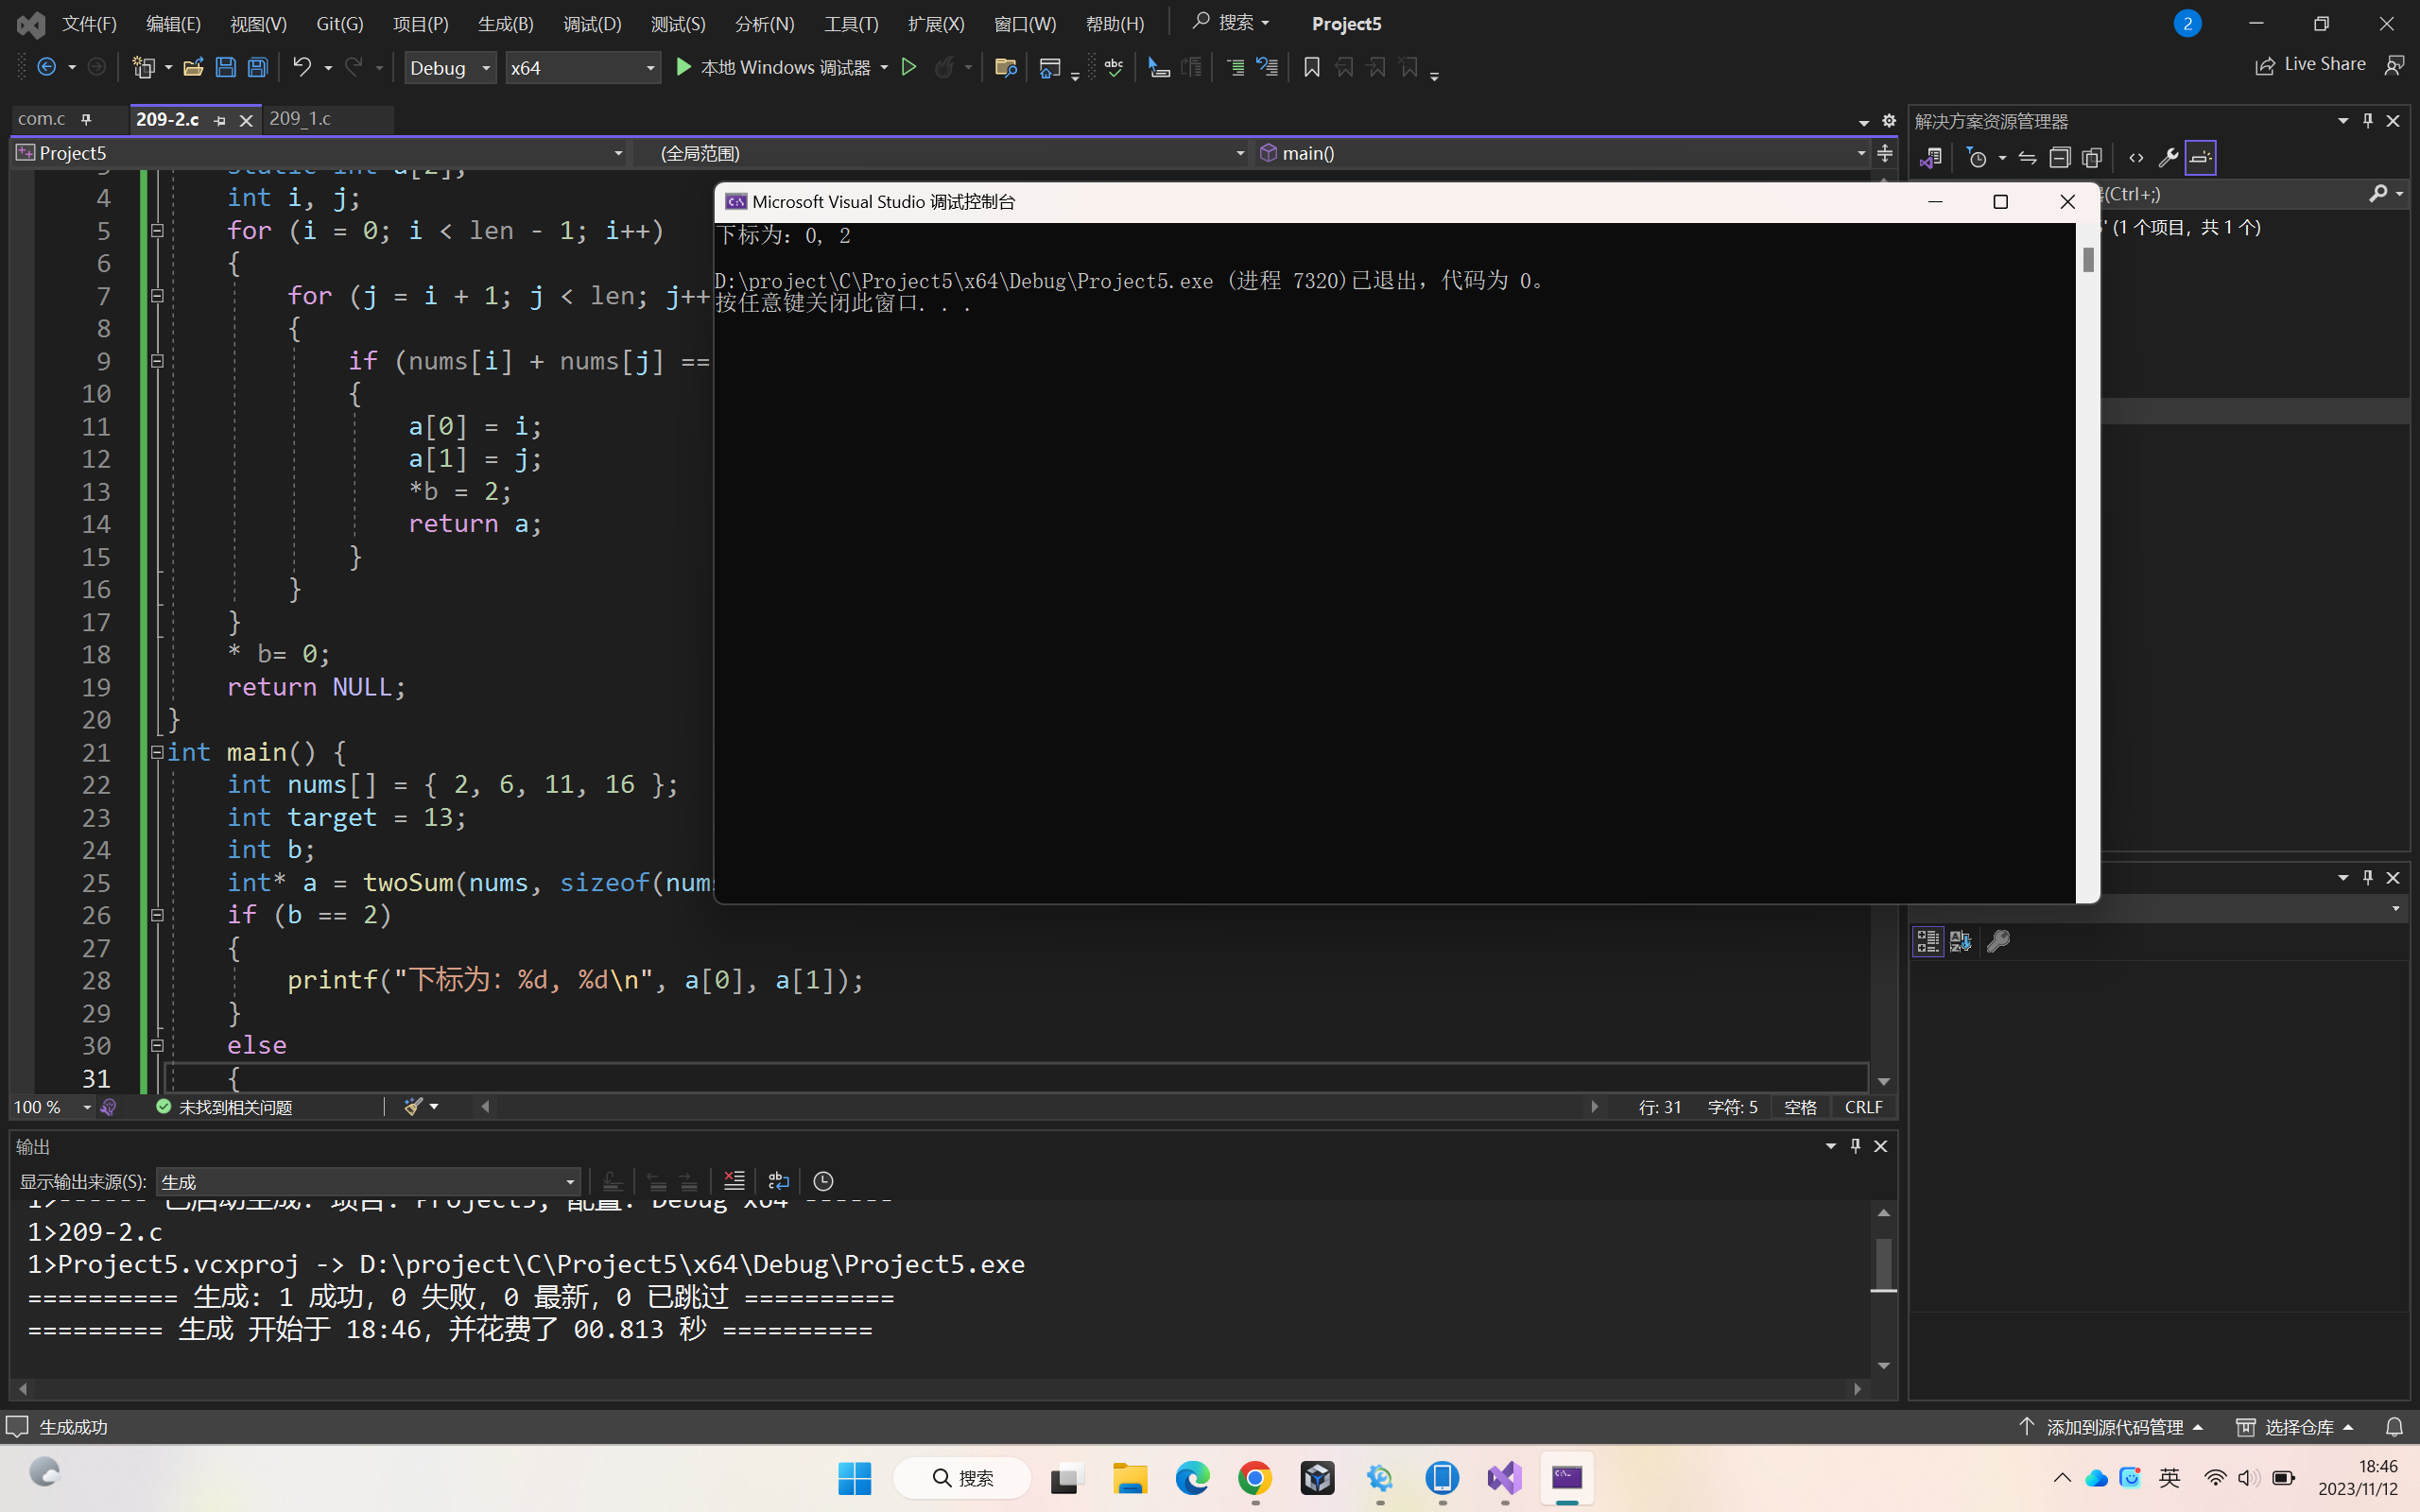 文件(F) 编辑(E) 视图(V) Git(G) 项目(P) 生成(B) 调试(D) 测试(S) 分析(N) 工具(T) 扩展(X) 窗口(W) 帮助(H) 搜索 Project5 2
Debug x64 本地 Windows 调试器 Live Share
com.c 209-2.c 209_1.c
Project5 (全局范围) main()
解决方案资源管理器
(Ctrl+;)
' (1 个项目，共 1 个)
4 int i, j;
5 for (i = 0; i < len - 1; i++)
6 {
7 for (j = i + 1; j < len; j++
8 {
9 if (nums[i] + nums[j] ==
10 {
11 a[0] = i;
12 a[1] = j;
13 *b = 2;
14 return a;
15 }
16 }
17 }
18 * b= 0;
19 return NULL;
20 }
21 int main() {
22 int nums[] = { 2, 6, 11, 16 };
23 int target = 13;
24 int b;
25 int* a = twoSum(nums, sizeof(num
26 if (b == 2)
27 {
28 printf("下标为: %d, %d\n", a[0], a[1]);
29 }
30 else
31 {
Microsoft Visual Studio 调试控制台
下标为: 0, 2
D:\project\C\Project5\x64\Debug\Project5.exe (进程 7320)已退出，代码为 0。
按任意键关闭此窗口. . .
100 % 未找到相关问题 行: 31 字符: 5 空格 CRLF
输出
显示输出来源(S): 生成
1>------ 已启动生成: 项目: Project5, 配置: Debug x64 ------
1>209-2.c
1>Project5.vcxproj -> D:\project\C\Project5\x64\Debug\Project5.exe
========== 生成: 1 成功，0 失败，0 最新，0 已跳过 ==========
========= 生成 开始于 18:46，并花费了 00.813 秒 ==========
生成成功 添加到源代码管理 选择仓库
搜索 英 18:46
2023/11/12